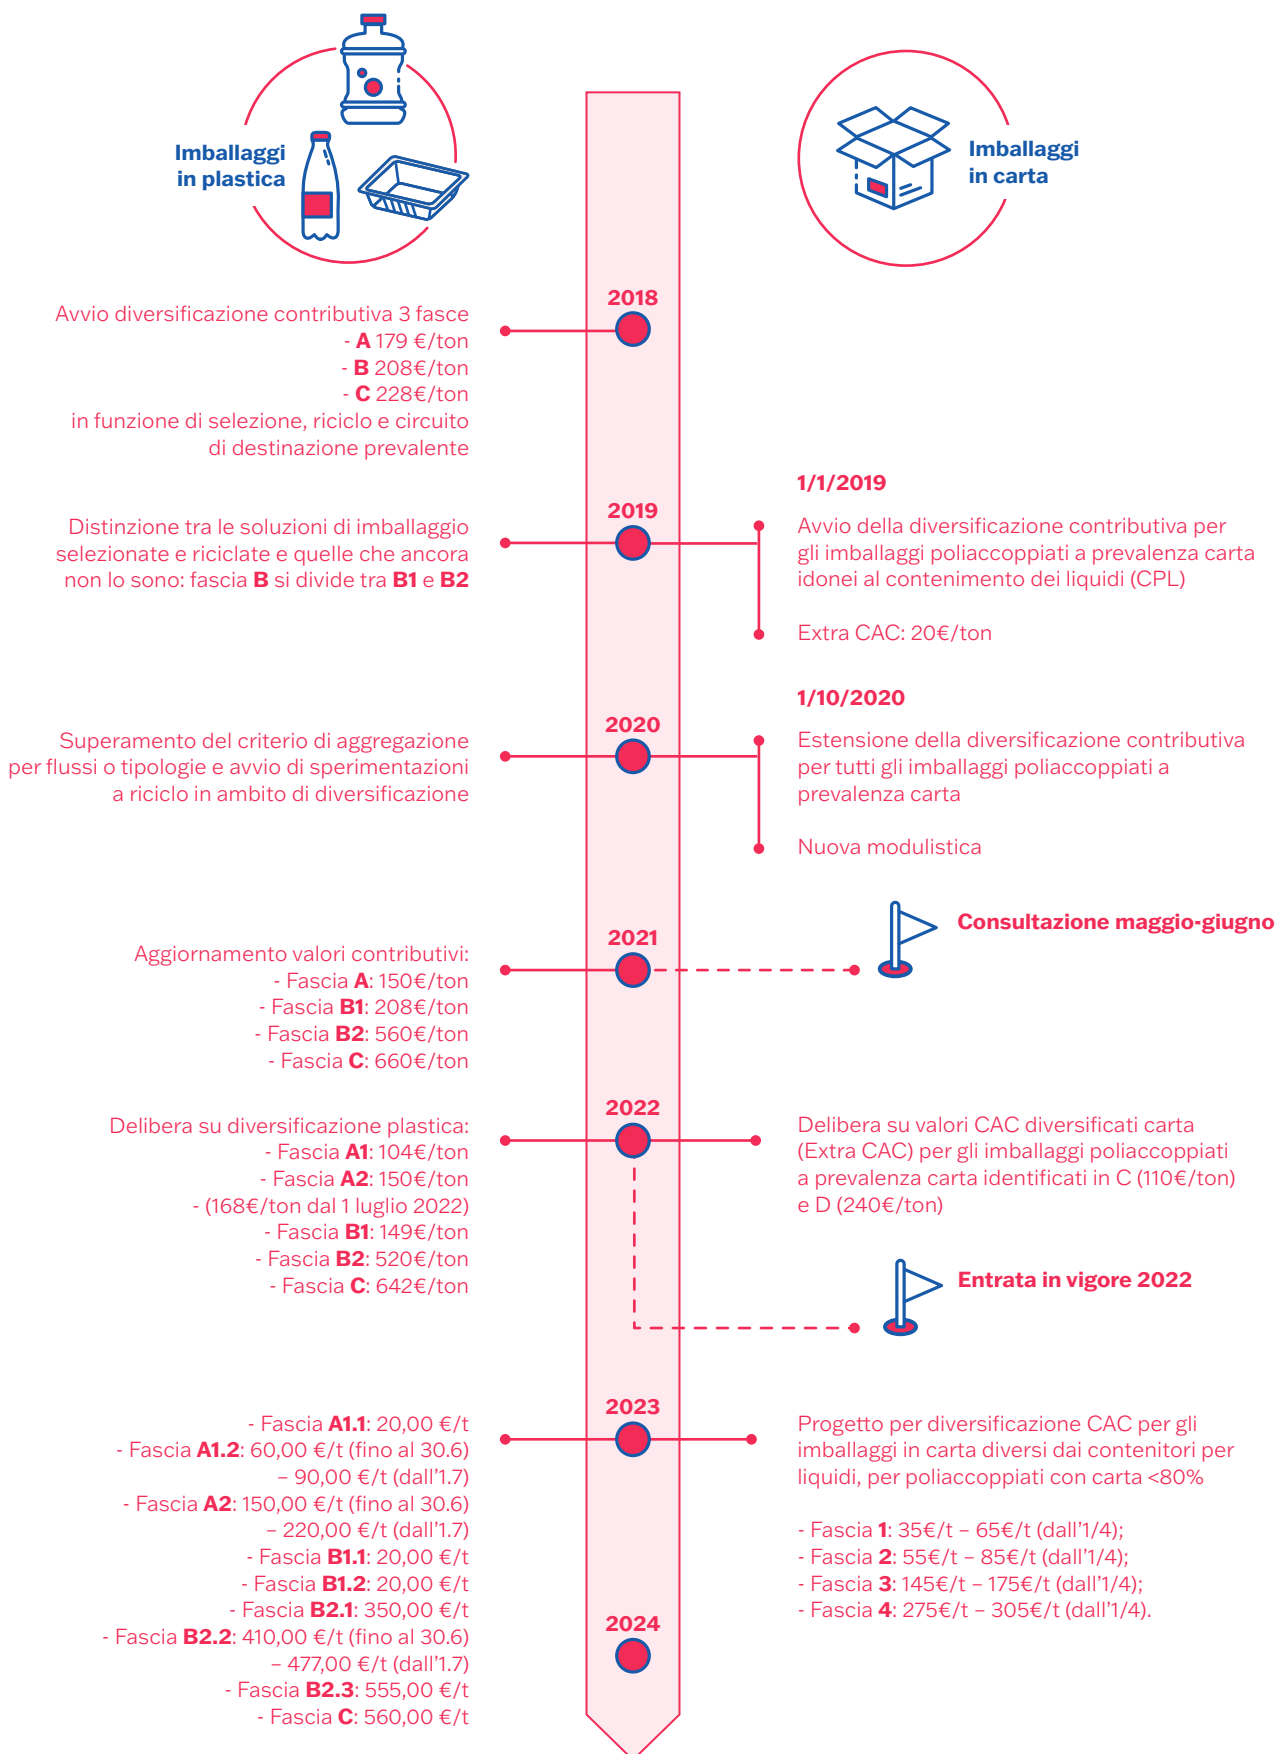 Imballaggi
in plastica
Imballaggi
in carta
2018
Avvio diversificazione contributiva 3 fasce
- A 179 €/ton
- B 208€/ton
- C 228€/ton
in funzione di selezione, riciclo e circuito
di destinazione prevalente
2019
Distinzione tra le soluzioni di imballaggio
selezionate e riciclate e quelle che ancora
non lo sono: fascia B si divide tra B1 e B2
1/1/2019
Avvio della diversificazione contributiva per
gli imballaggi poliaccoppiati a prevalenza carta
idonei al contenimento dei liquidi (CPL)
Extra CAC: 20€/ton
2020
Superamento del criterio di aggregazione
per flussi o tipologie e avvio di sperimentazioni
a riciclo in ambito di diversificazione
1/10/2020
Estensione della diversificazione contributiva
per tutti gli imballaggi poliaccoppiati a
prevalenza carta
Nuova modulistica
2021
Aggiornamento valori contributivi:
- Fascia A: 150€/ton
- Fascia B1: 208€/ton
- Fascia B2: 560€/ton
- Fascia C: 660€/ton
Consultazione maggio-giugno
2022
Delibera su diversificazione plastica:
- Fascia A1: 104€/ton
- Fascia A2: 150€/ton
- (168€/ton dal 1 luglio 2022)
- Fascia B1: 149€/ton
- Fascia B2: 520€/ton
- Fascia C: 642€/ton
Delibera su valori CAC diversificati carta
(Extra CAC) per gli imballaggi poliaccoppiati
a prevalenza carta identificati in C (110€/ton)
e D (240€/ton)
Entrata in vigore 2022
2023
- Fascia A1.1: 20,00 €/t
- Fascia A1.2: 60,00 €/t (fino al 30.6)
– 90,00 €/t (dall'1.7)
- Fascia A2: 150,00 €/t (fino al 30.6)
– 220,00 €/t (dall'1.7)
- Fascia B1.1: 20,00 €/t
- Fascia B1.2: 20,00 €/t
- Fascia B2.1: 350,00 €/t
- Fascia B2.2: 410,00 €/t (fino al 30.6)
– 477,00 €/t (dall'1.7)
- Fascia B2.3: 555,00 €/t
- Fascia C: 560,00 €/t
Progetto per diversificazione CAC per gli
imballaggi in carta diversi dai contenitori per
liquidi, per poliaccoppiati con carta <80%
- Fascia 1: 35€/t – 65€/t (dall'1/4);
- Fascia 2: 55€/t – 85€/t (dall'1/4);
- Fascia 3: 145€/t – 175€/t (dall'1/4);
- Fascia 4: 275€/t – 305€/t (dall'1/4).
2024